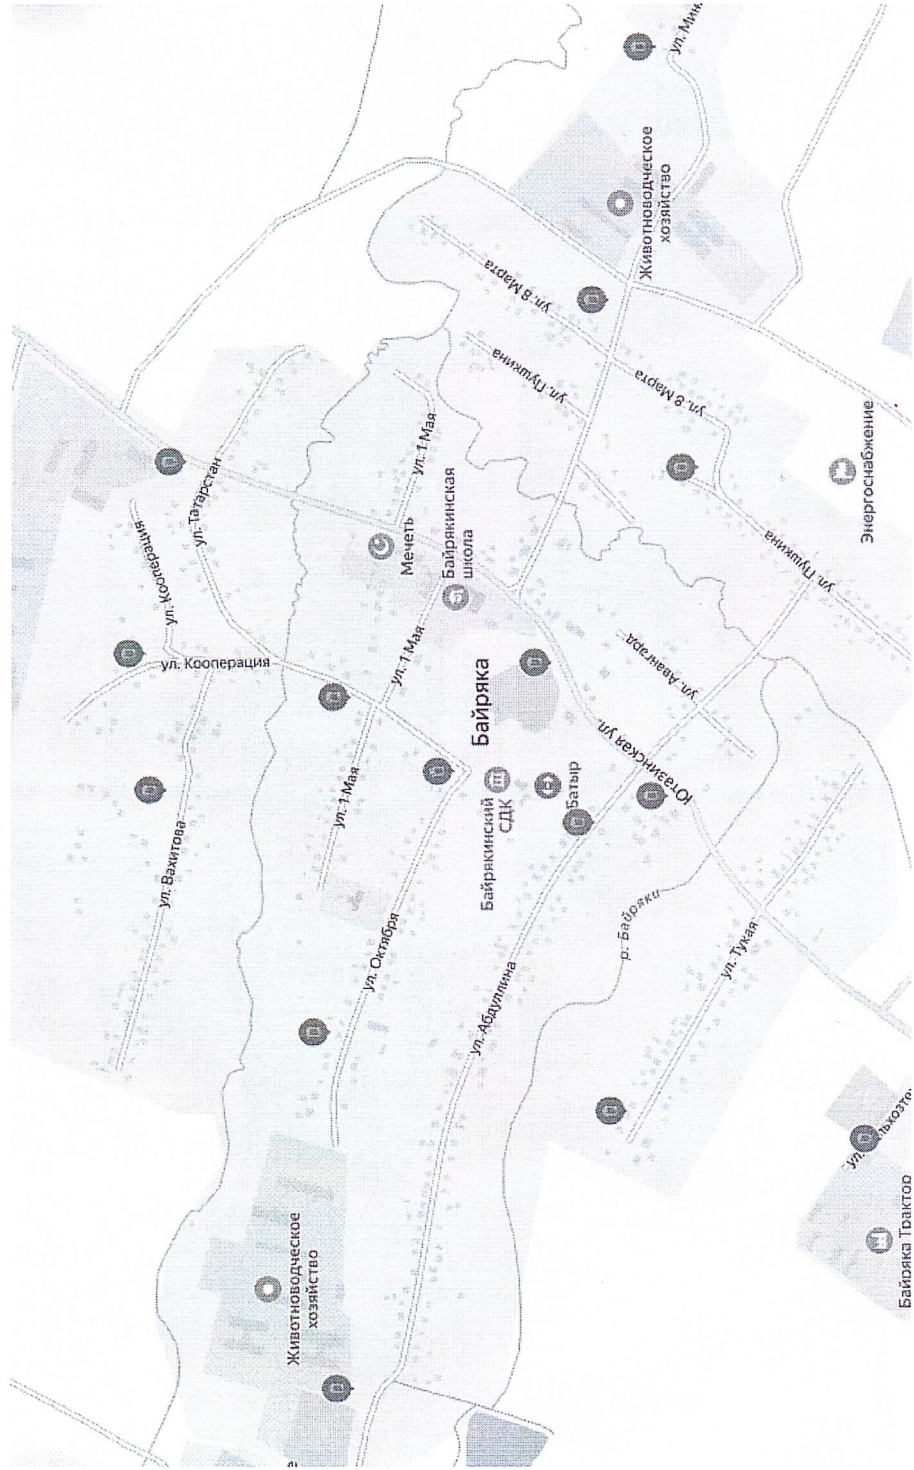 ул. Мин
Животноводческое
хозяйство
ул. 8 Марта
ул. Пушкина
ул. 8 Марта
ул. 1 Мая
ул. Татарстан
ул. Кооперация
Мечеть
Байрякинская
школа
Энергоснабжение
ул. Пушкина
ул. Кооперация
ул. 1 Мая
Байряка
ул. Авангард
Ютазинская ул.
ул. 1 Мая
Байрякинский
СДК
Батыр
ул. Вахитова
ул. Октября
ул. Абдуллина
р. Байряки
ул. Тукая
Животноводческое
хозяйство
Байряка Трактор